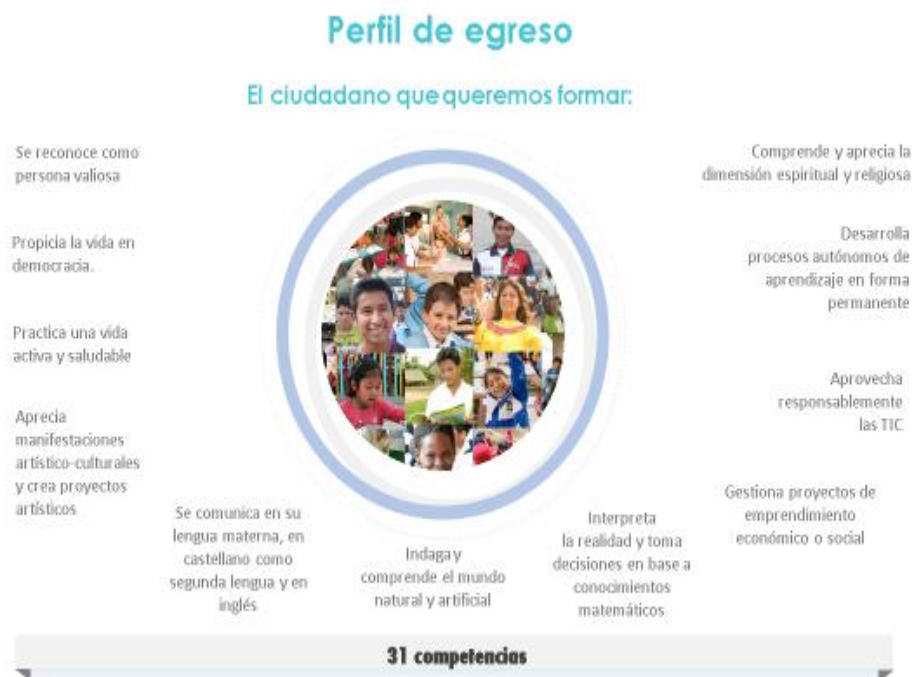 Perfil de egreso
El ciudadano que queremos formar:
Se reconoce como
persona valiosa
Propicia la vida en
democracia.
Practica una vida
activa y saludable
Aprecia
manifestaciones
artístico-culturales
y crea proyectos
artísticos
Se comunica en su
lengua materna, en
castellano como
segunda lengua y en
inglés
Indaga y
comprende el mundo
natural y artificial
Interpreta
la realidad y toma
decisiones en base a
conocimientos
matemáticos
Gestiona proyectos de
emprendimiento
económico o social
Aprovecha
responsablemente
las TIC
Desarrolla
procesos autónomos de
aprendizaje en forma
permanente
Comprende y aprecia la
dimensión espiritual y religiosa
31 competencias